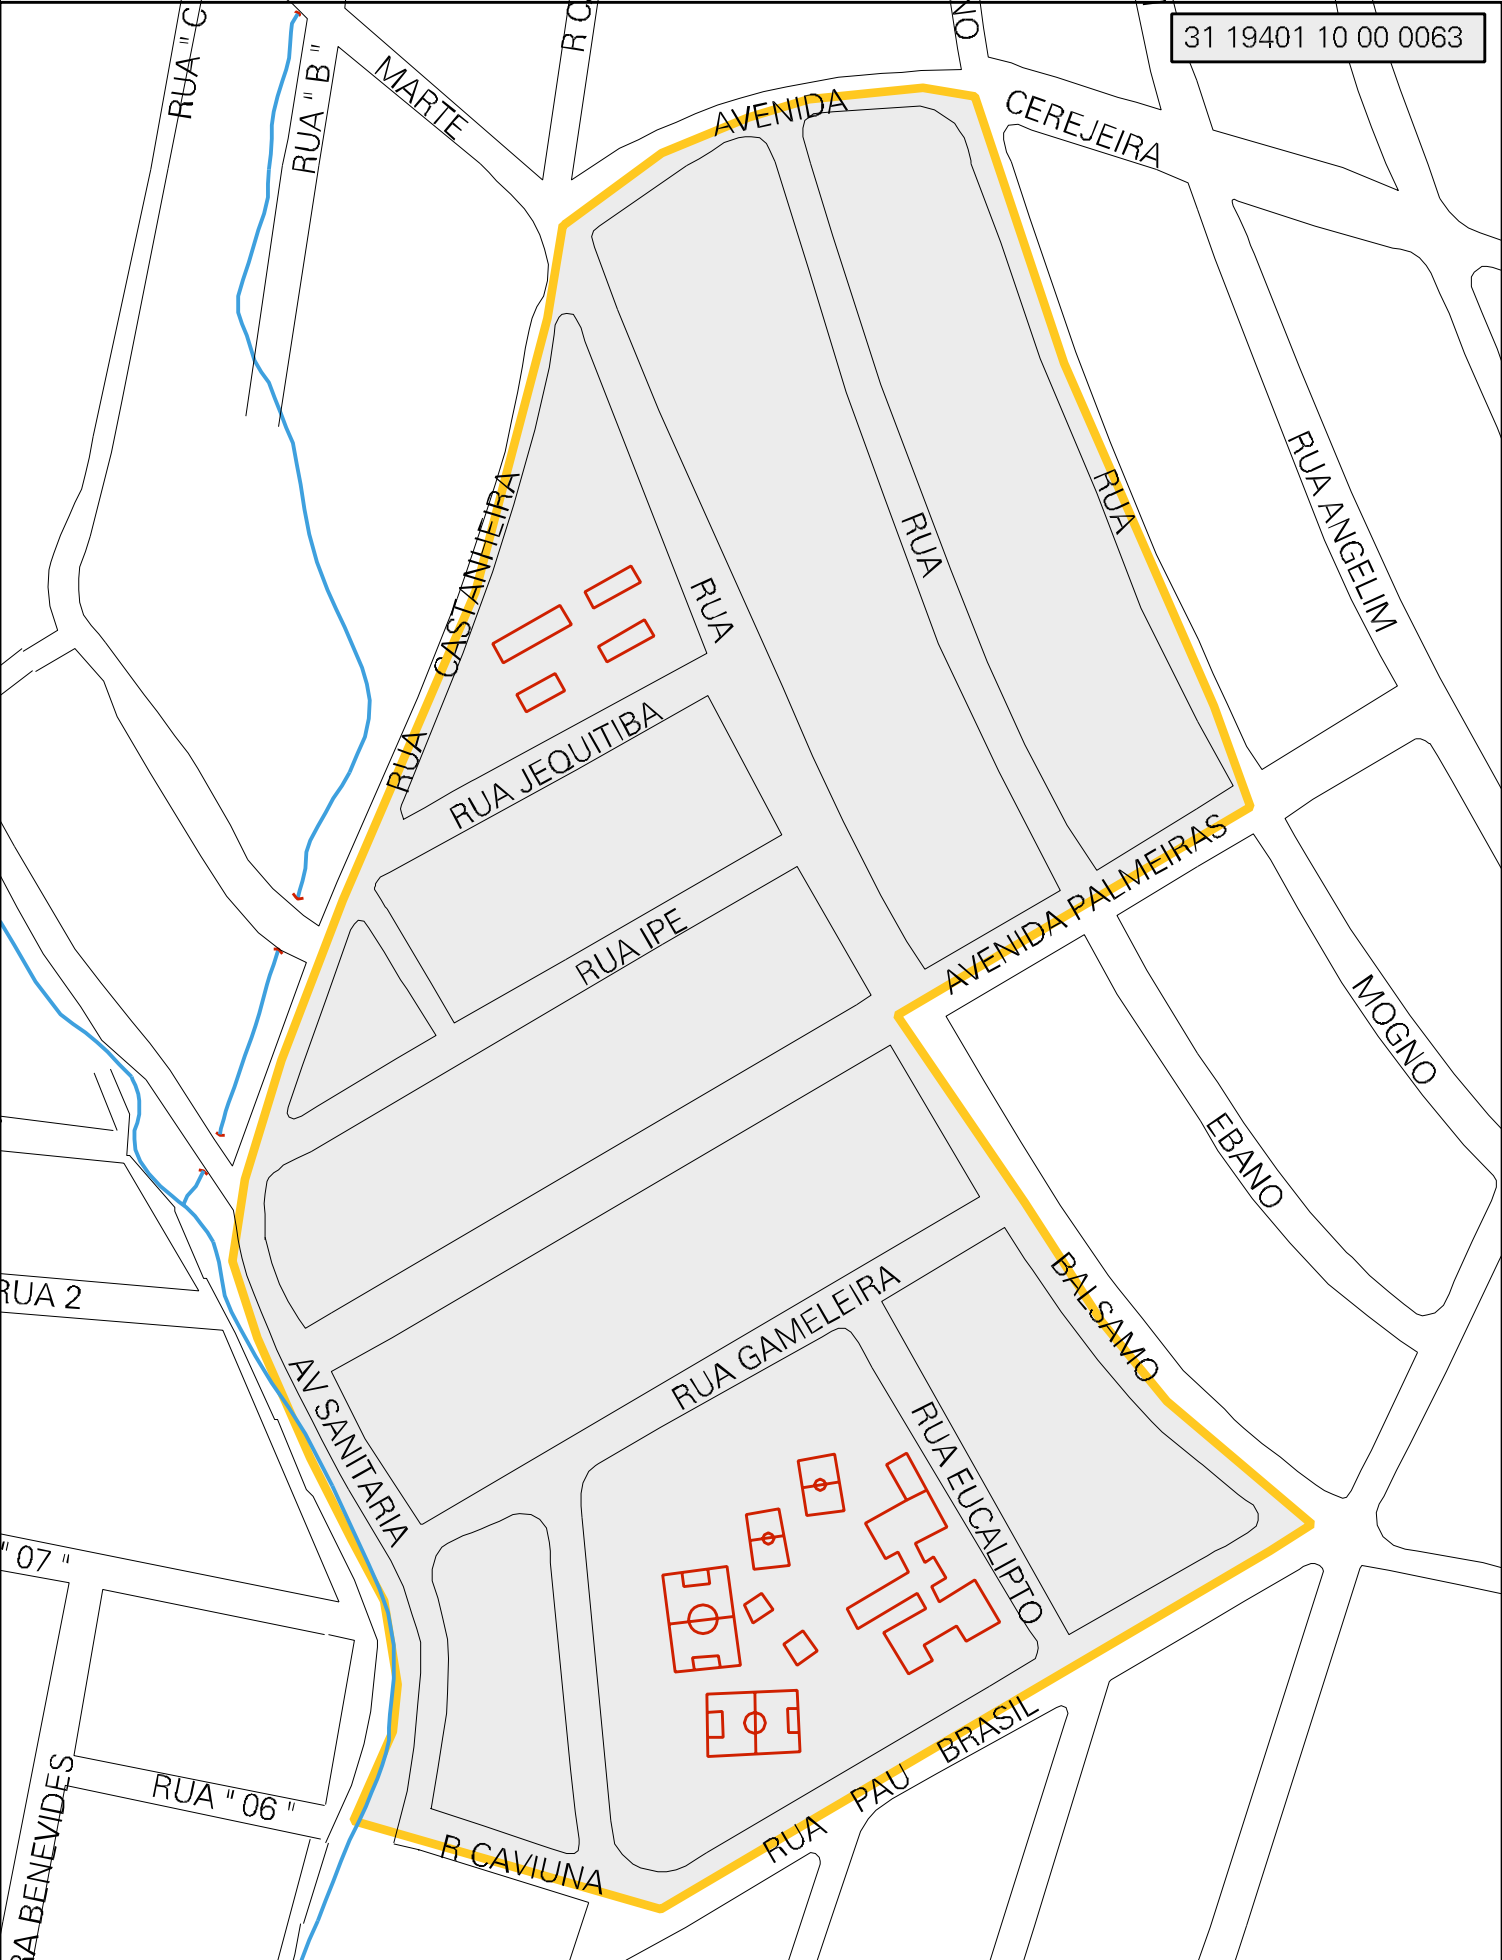 31 19401 10 00 0063
RUA " C
RUA " B "
MARTE
R C
NO
AVENIDA
CEREJEIRA
RUA ANGELIM
RUA
RUA
RUA
RUA CASTANHEIRA
RUA JEQUITIBA
RUA IPE
AVENIDA PALMEIRAS
MOGNO
EBANO
BALSAMO
RUA 2
RUA GAMELEIRA
AV SANITARIA
RUA EUCALIPTO
" 07 "
RUA " 06 "
RA BENEVIDES
RUA PAU BRASIL
R CAVIUNA